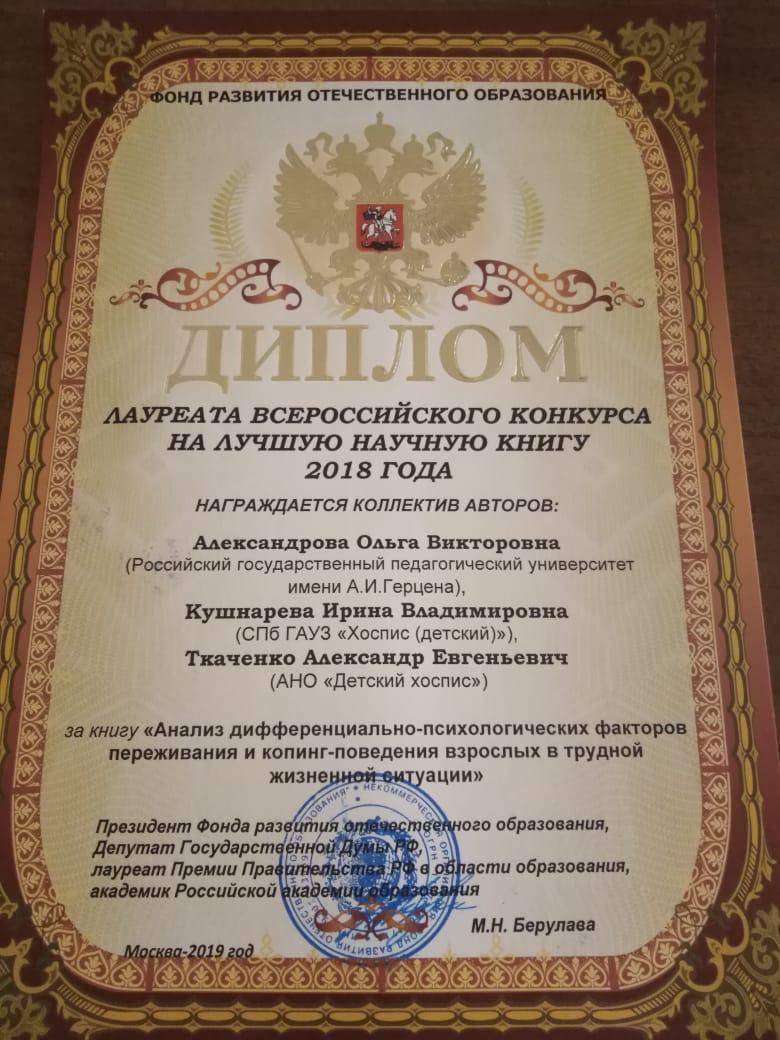 ФОНД РАЗВИТИЯ ОТЕЧЕСТВЕННОГО ОБРАЗОВАНИЯ
ДИПЛОМ
ЛАУРЕАТА ВСЕРОССИЙСКОГО КОНКУРСА
НА ЛУЧШУЮ НАУЧНУЮ КНИГУ
2018 ГОДА
НАГРАЖДАЕТСЯ КОЛЛЕКТИВ АВТОРОВ:
Александрова Ольга Викторовна
(Российский государственный педагогический университет
имени А.И.Герцена),
Кушнарева Ирина Владимировна
(СПб ГАУЗ «Хоспис (детский)»),
Ткаченко Александр Евгеньевич
(АНО «Детский хоспис»)
за книгу «Анализ дифференциально-психологических факторов
переживания и копинг-поведения взрослых в трудной
жизненной ситуации»
Президент Фонда развития отечественного образования,
Депутат Государственной Думы РФ,
лауреат Премии Правительства РФ в области образования,
академик Российской академии образования
М.Н. Берулава
Москва-2019 год